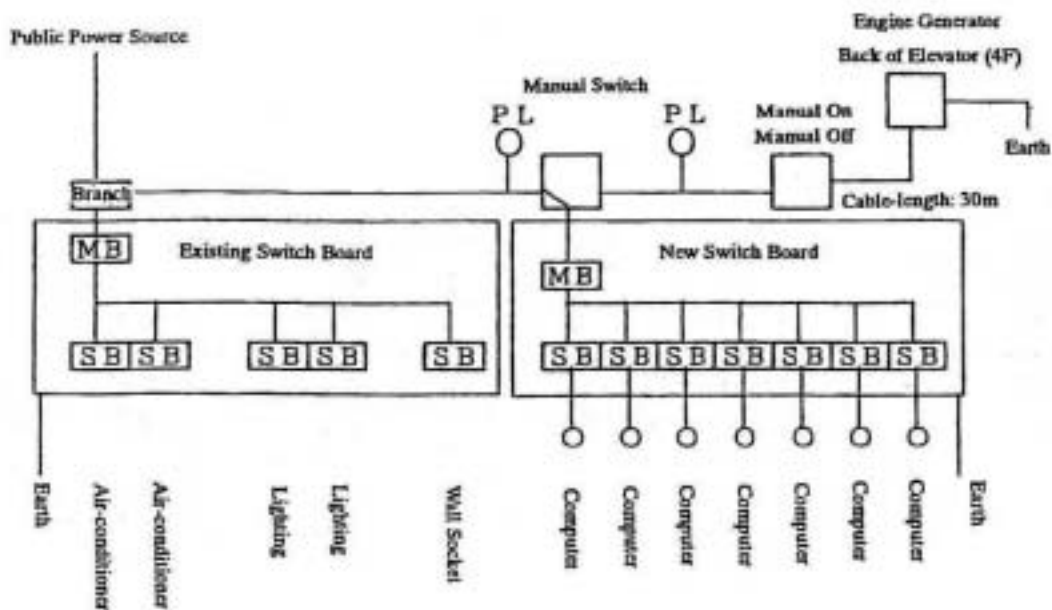 Engine Generator
Public Power Source
Back of Elevator (4F)
Manual Switch
P L
P L
Manual On
Manual Off
Earth
Branch
Cable-length: 30m
M B
Existing Switch Board
New Switch Board
M B
S B
S B
S B
S B
S B
S B
S B
S B
S B
S B
S B
S B
Earth
Air-conditioner
Air-conditioner
Lighting
Lighting
Wall Socket
Computer
Computer
Computer
Computer
Computer
Computer
Computer
Earth